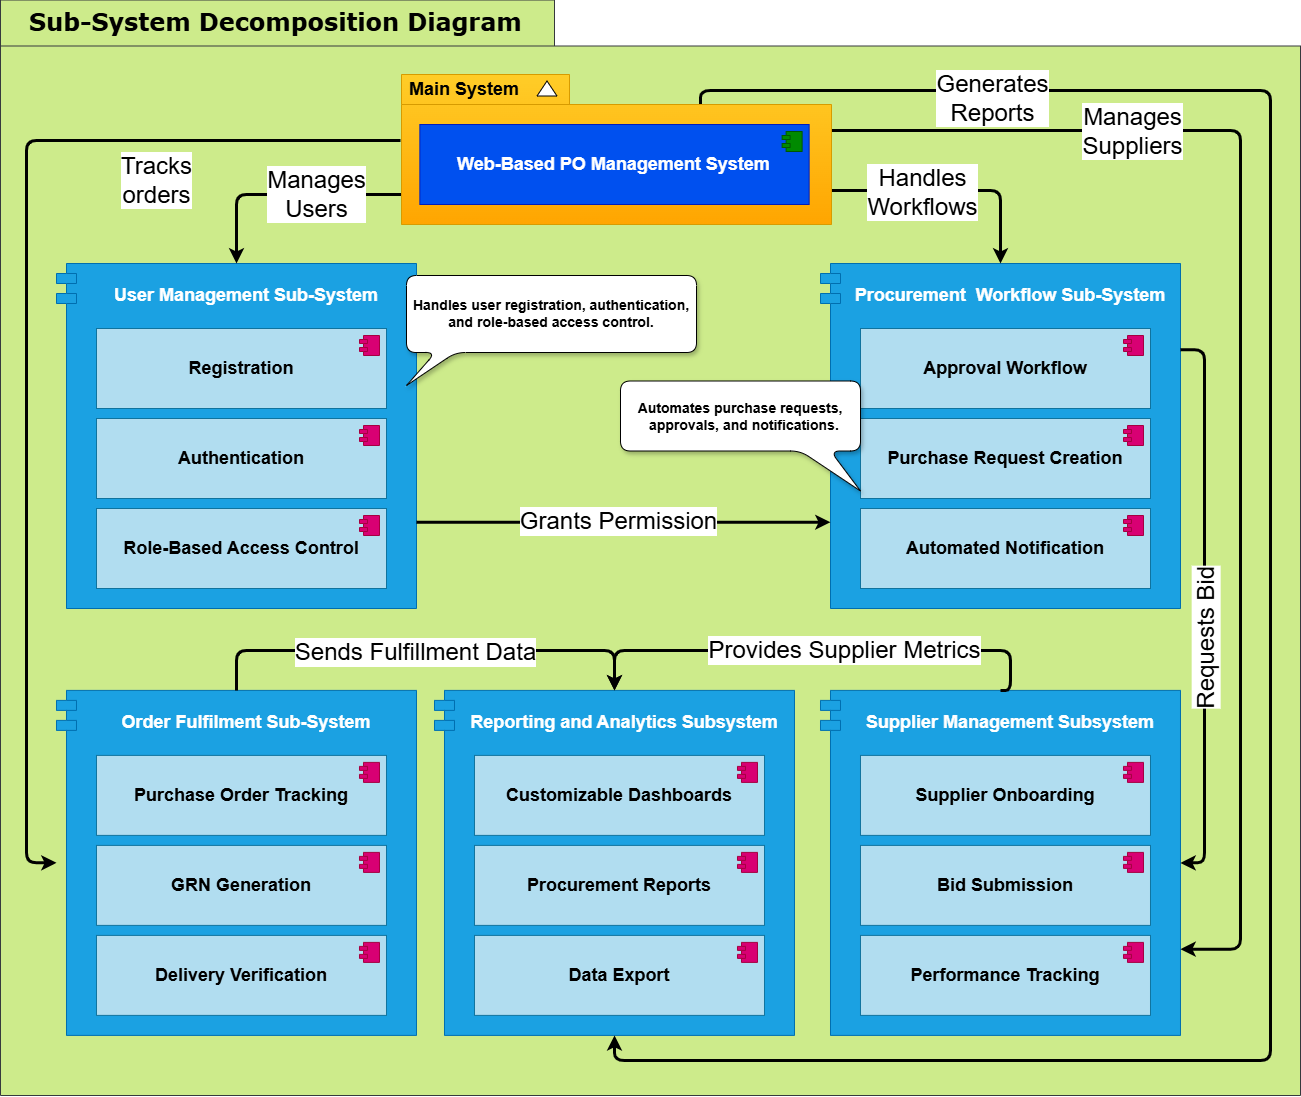 Sub-System Decomposition Diagram
Main System
Web-Based PO Management System
Generates
Reports
Manages
Suppliers
Tracks
orders
Manages
Users
Handles
Workflows
User Management Sub-System
Registration
Authentication
Role-Based Access Control
Handles user registration, authentication,
and role-based access control.
Procurement  Workflow Sub-System
Approval Workflow
Purchase Request Creation
Automated Notification
Automates purchase requests,
approvals, and notifications.
Grants Permission
Requests Bid
Sends Fulfillment Data
Provides Supplier Metrics
Order Fulfilment Sub-System
Purchase Order Tracking
GRN Generation
Delivery Verification
Reporting and Analytics Subsystem
Customizable Dashboards
Procurement Reports
Data Export
Supplier Management Subsystem
Supplier Onboarding
Bid Submission
Performance Tracking